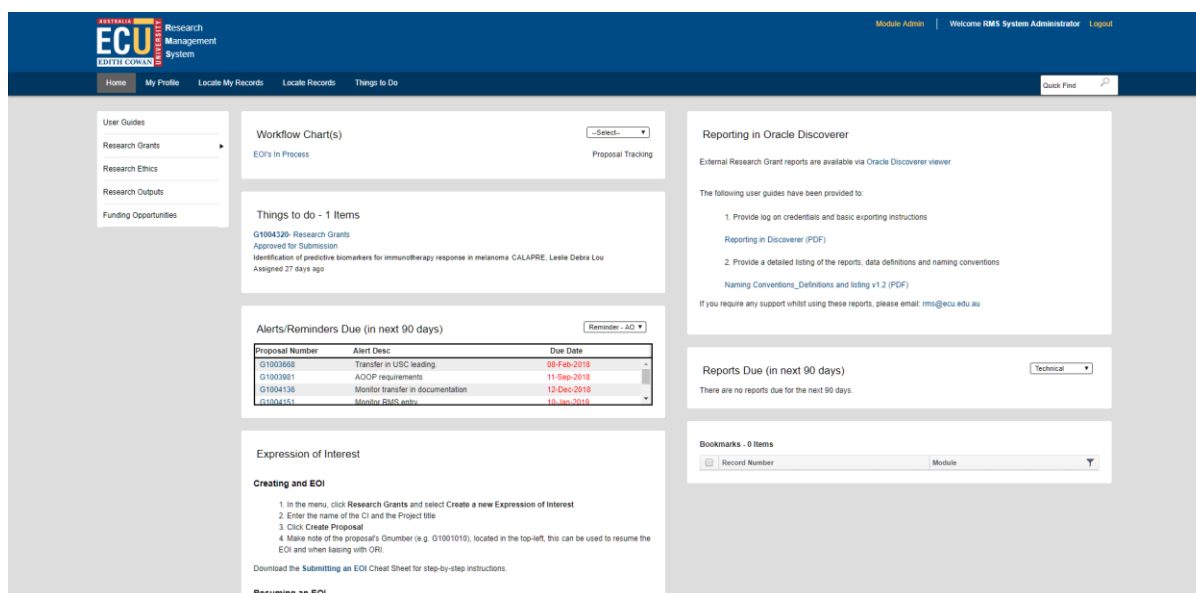 AUSTRALIA
ECU
EDITH COWAN
UNIVERSITY
Research
Management
System
Module Admin
Welcome RMS System Administrator
Logout
Home
My Profile
Locate My Records
Locate Records
Things to Do
Quick Find
User Guides
Research Grants
Research Ethics
Research Outputs
Funding Opportunities
Workflow Chart(s)
--Select--
EOI's In Process
Proposal Tracking
Things to do - 1 Items
G1004320- Research Grants
Approved for Submission
Identification of predictive biomarkers for immunotherapy response in melanoma CALAPRE, Leslie Debra Lou
Assigned 27 days ago
Alerts/Reminders Due (in next 90 days)
Reminder - AO
Proposal Number Alert Desc Due Date
G1003668 Transfer in USC leading. 08-Feb-2018
G1003981 AOOP requirements 11-Sep-2018
G1004136 Monitor transfer in documentation 12-Dec-2018
G1004151 Monitor RMS entry 10-Jan-2019
Expression of Interest
Creating and EOI
1. In the menu, click Research Grants and select Create a new Expression of Interest
2. Enter the name of the CI and the Project title
3. Click Create Proposal
4. Make note of the proposal's Gnumber (e.g. G1001010), located in the top-left, this can be used to resume the
EOI and when liaising with ORI.
Download the Submitting an EOI Cheat Sheet for step-by-step instructions.
Resuming an EOI
Reporting in Oracle Discoverer
External Research Grant reports are available via Oracle Discoverer viewer
The following user guides have been provided to:
1. Provide log on credentials and basic exporting instructions
Reporting in Discoverer (PDF)
2. Provide a detailed listing of the reports, data definitions and naming conventions
Naming Conventions_Definitions and listing v1.2 (PDF)
If you require any support whilst using these reports, please email: rms@ecu.edu.au
Reports Due (in next 90 days)
Technical
There are no reports due for the next 90 days.
Bookmarks - 0 Items
Record Number Module